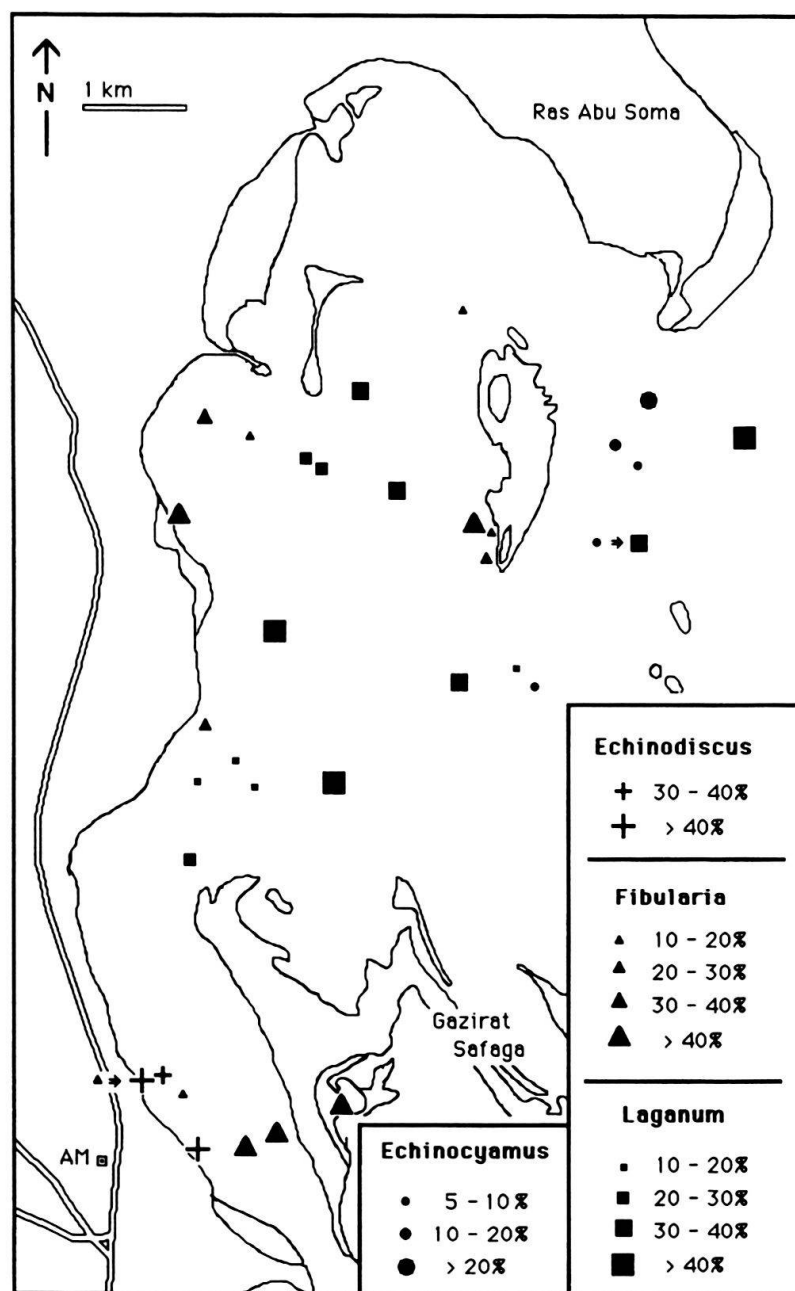 N
1 km
Ras Abu Soma
Gazirat
Safaga
AM
Echinodiscus
30 - 40%
> 40%
Fibularia
10 - 20%
20 - 30%
30 - 40%
> 40%
Laganum
10 - 20%
20 - 30%
30 - 40%
> 40%
Echinocyamus
5 - 10%
10 - 20%
> 20%